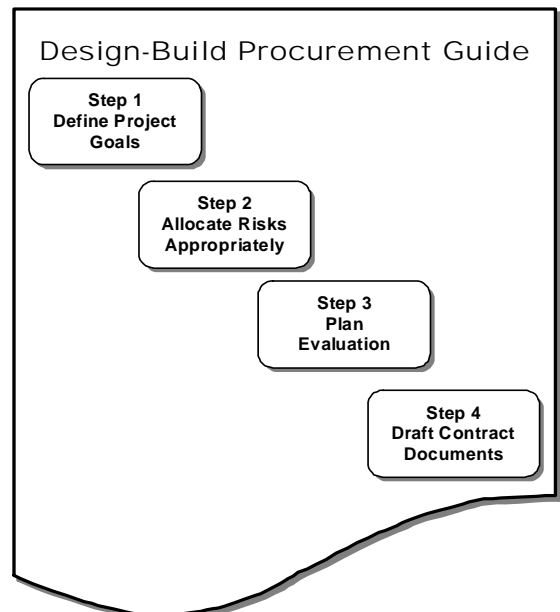 Design-Build Procurement Guide
Step 1
Define Project
Goals
Step 2
Allocate Risks
Appropriately
Step 3
Plan
Evaluation
Step 4
Draft Contract
Documents